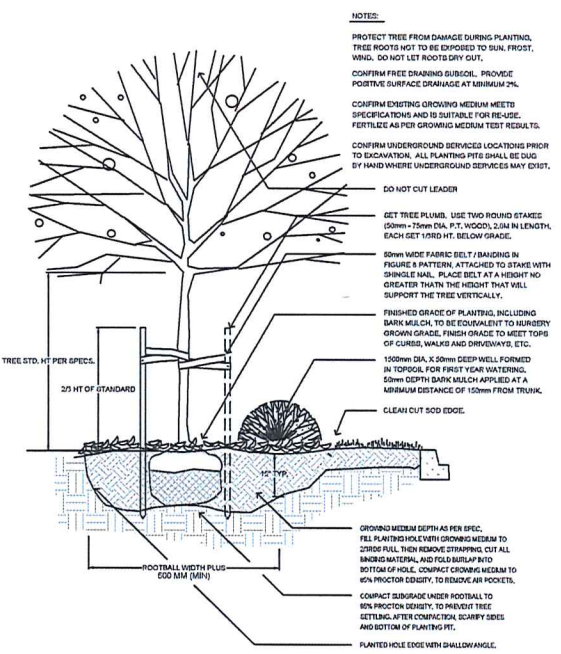 NOTES:
PROTECT TREE FROM DAMAGE DURING PLANTING,
TREE ROOTS NOT TO BE EXPOSED TO SUN, FROST,
WIND. DO NOT LET ROOTS DRY OUT.
CONFIRM FREE DRAINING SUBSOIL. PROVIDE
POSITIVE SURFACE DRAINAGE AT MINIMUM 2%.
CONFIRM EXISTING GROWING MEDIUM MEETS
SPECIFICATIONS AND IS SUITABLE FOR RE-USE.
FERTILIZE AS PER GROWING MEDIUM TEST RESULTS.
CONFIRM UNDERGROUND SERVICES LOCATIONS PRIOR
TO EXCAVATION. ALL PLANTING PITS SHALL BE DUG
BY HAND WHERE UNDERGROUND SERVICES MAY EXIST.
DO NOT CUT LEADER
SET TREE PLUMB. USE TWO ROUND STAKES
(50mm - 75mm DIA. P.T. WOOD), 2.0M IN LENGTH,
EACH SET 1/3RD HT. BELOW GRADE.
50mm WIDE FABRIC BELT / BANDING IN
FIGURE 8 PATTERN, ATTACHED TO STAKE WITH
SHINGLE NAIL. PLACE BELT AT A HEIGHT NO
GREATER THATN THE HEIGHT THAT WILL
SUPPORT THE TREE VERTICALLY.
FINISHED GRADE OF PLANTING, INCLUDING
BARK MULCH, TO BE EQUIVALENT TO NURSERY
GROWN GRADE. FINISH GRADE TO MEET TOPS
OF CURBS, WALKS AND DRIVEWAYS, ETC.
TREE STD. HT PER SPECS.
2/3 HT OF STANDARD
1500mm DIA. X 50mm DEEP WELL FORMED
IN TOPSOIL FOR FIRST YEAR WATERING.
50mm DEPTH BARK MULCH APPLIED AT A
MINIMUM DISTANCE OF 150mm FROM TRUNK.
CLEAN CUT SOD EDGE.
TYP.
GROWING MEDIUM DEPTH AS PER SPEC.
FILL PLANTING HOLE WITH GROWING MEDIUM TO
2/3RDS FULL. THEN REMOVE STRAPPING, CUT ALL
BINDING MATERIAL, AND FOLD BURLAP INTO
BOTTOM OF HOLE. COMPACT GROWING MEDIUM TO
85% PROCTOR DENSITY, TO REMOVE AIR POCKETS.
ROOTBALL WIDTH PLUS
600 MM (MIN)
COMPACT SUBGRADE UNDER ROOTBALL TO
95% PROCTOR DENSITY, TO PREVENT TREE
SETTLING. AFTER COMPACTION, SCARIFY SIDES
AND BOTTOM OF PLANTING PIT.
PLANTED HOLE EDGE WITH SHALLOW ANGLE.